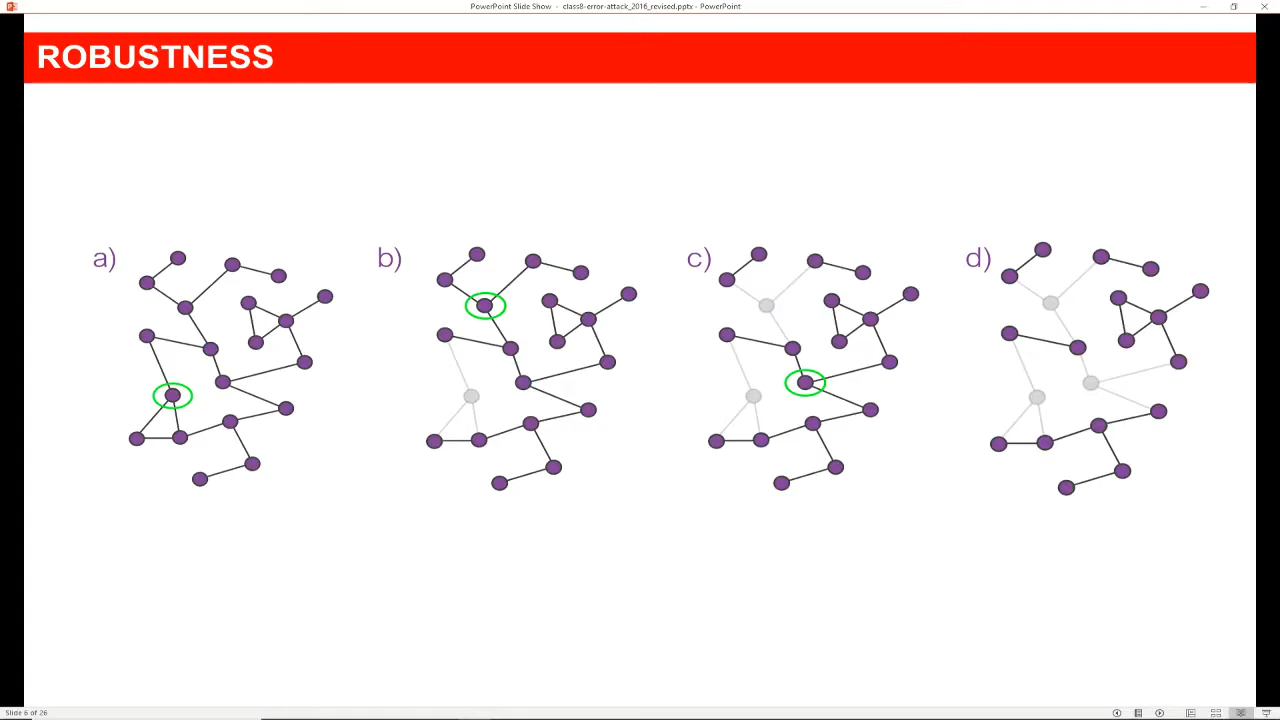 PowerPoint Slide Show - class8-error-attack_2016_revised.pptx - PowerPoint
ROBUSTNESS
a) b) c) d)
Slide 6 of 26